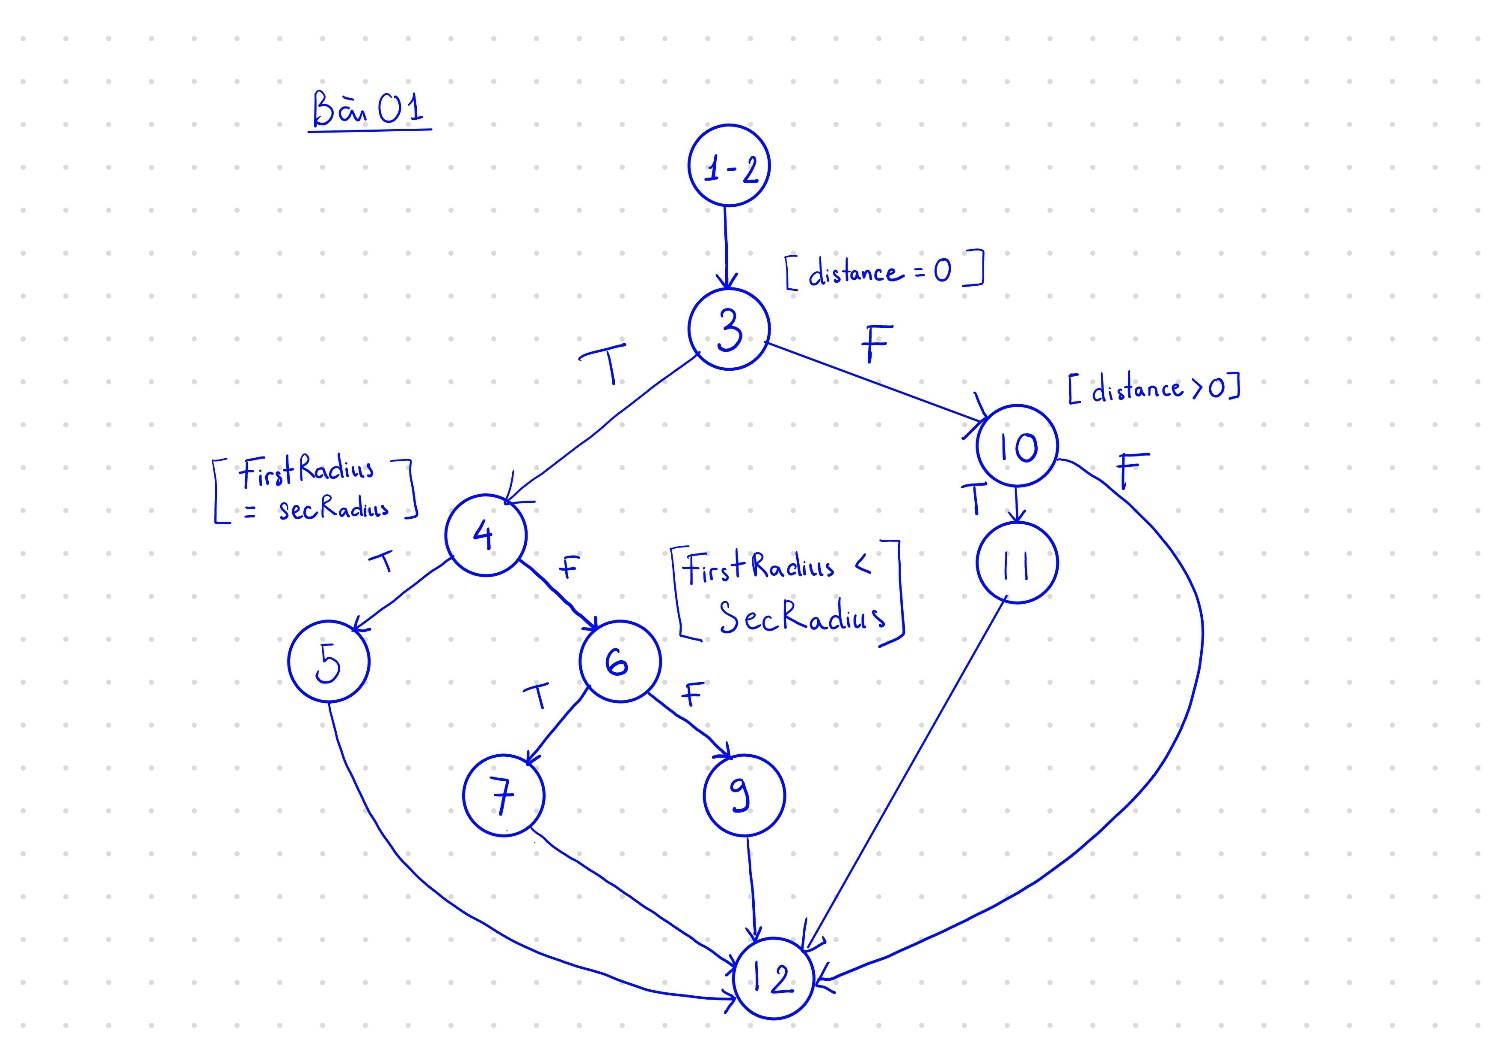 Bài 01
1-2
[ distance = 0 ]
3
T
F
[ distance > 0 ]
10
F
T
[ FirstRadius
= secRadius ]
4
11
T
F
[ FirstRadius <
SecRadius ]
5
6
T
F
7
9
12